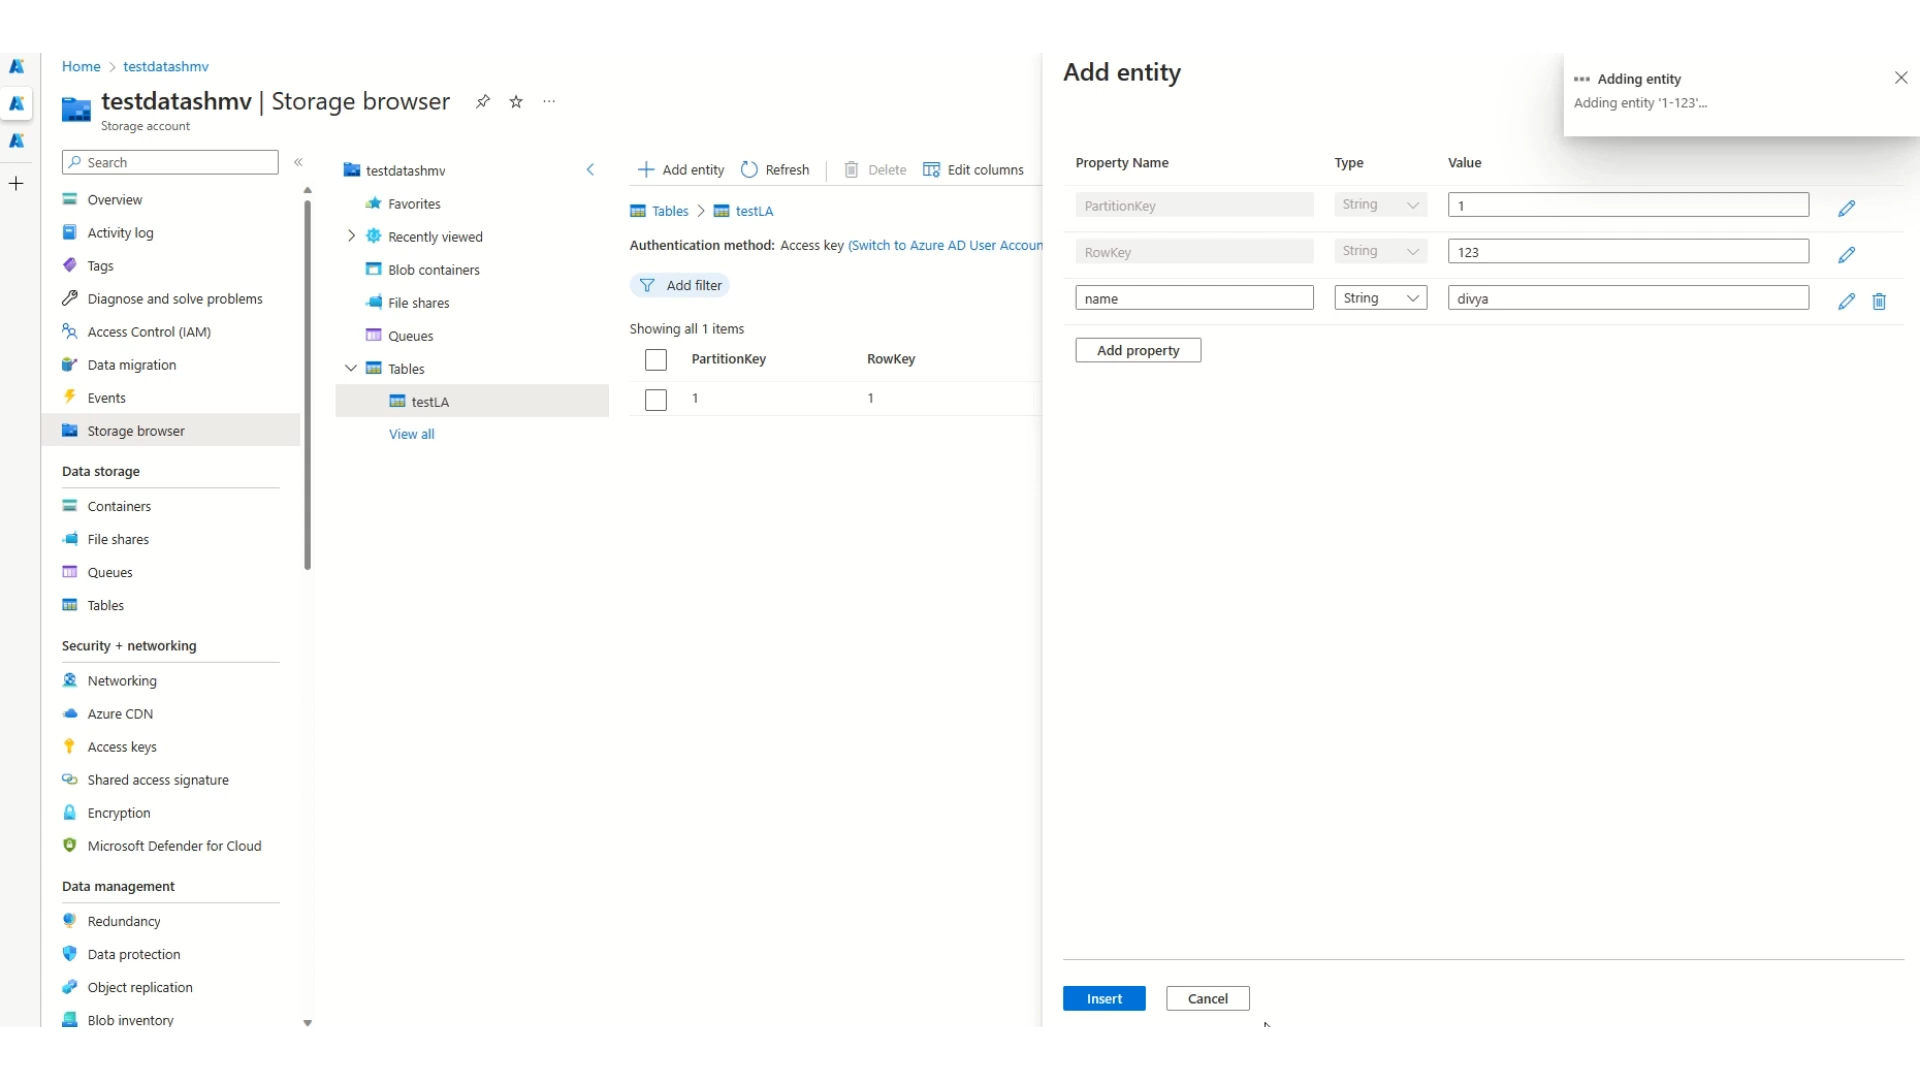 Home > testdatashmv
testdatashmv | Storage browser
Storage account
Search
Overview
Activity log
Tags
Diagnose and solve problems
Access Control (IAM)
Data migration
Events
Storage browser
Data storage
Containers
File shares
Queues
Tables
Security + networking
Networking
Azure CDN
Access keys
Shared access signature
Encryption
Microsoft Defender for Cloud
Data management
Redundancy
Data protection
Object replication
Blob inventory
testdatashmv
Favorites
Recently viewed
Blob containers
File shares
Queues
Tables
testLA
View all
Add entity Refresh Delete Edit columns
Tables > testLA
Authentication method: Access key (Switch to Azure AD User Accoun
Add filter
Showing all 1 items
PartitionKey RowKey
1 1
Add entity
Property Name Type Value
PartitionKey String 1
RowKey String 123
name String divya
Add property
Insert Cancel
Adding entity
Adding entity '1-123'...